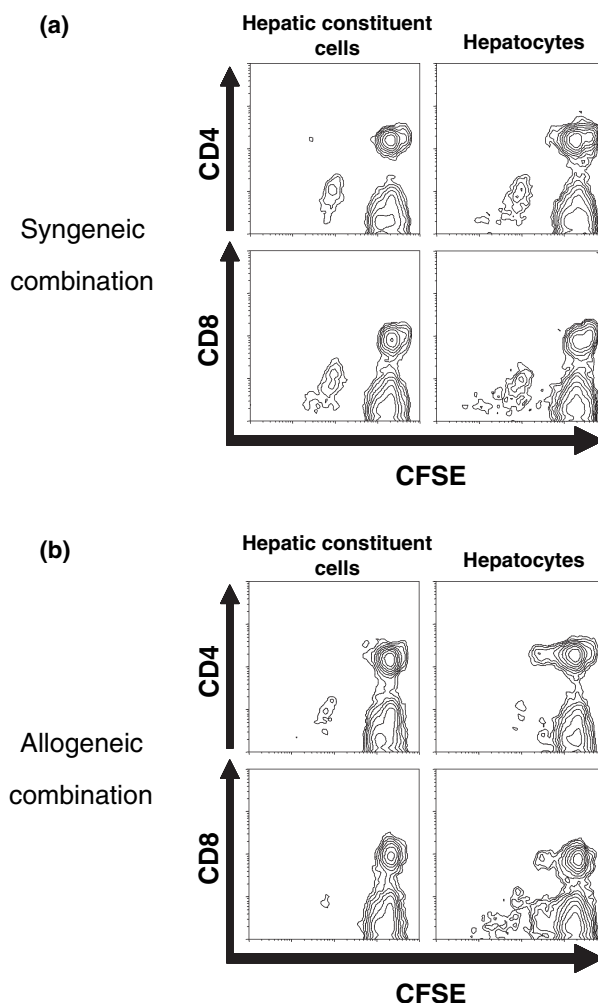 (a)
Hepatic constituent
cells
Hepatocytes
CD4
Syngeneic
combination
CD8
CFSE
(b)
Hepatic constituent
cells
Hepatocytes
CD4
Allogeneic
combination
CD8
CFSE